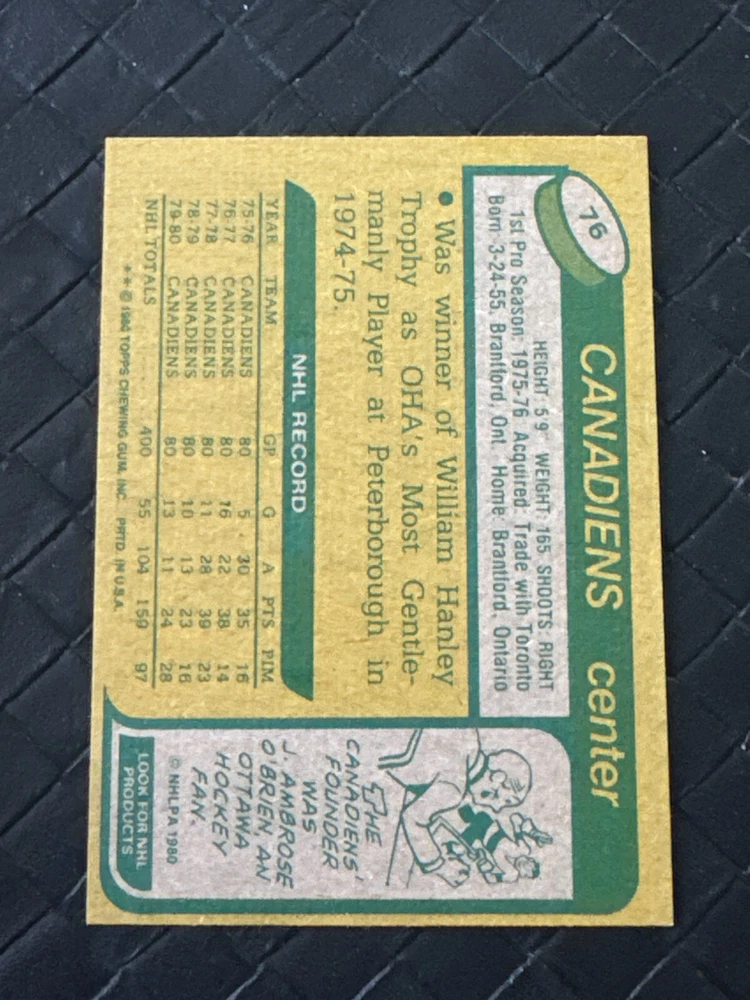 76
CANADIENS center
HEIGHT: 5'9" WEIGHT: 165 SHOOTS: RIGHT
1st Pro Season: 1975-76 Acquired: Trade with Toronto
Born: 3-24-55, Brantford, Ont. Home: Brantford, Ontario
• Was winner of William Hanley
Trophy as OHA's Most Gentle-
manly Player at Peterborough in
1974-75.
NHL RECORD
YEAR TEAM GP G A PTS PIM
75-76 CANADIENS 80 5 30 35 16
76-77 CANADIENS 80 16 22 38 14
77-78 CANADIENS 80 11 28 39 23
78-79 CANADIENS 80 10 13 23 16
79-80 CANADIENS 80 13 11 24 28
NHL TOTALS 400 55 104 159 97
** © 1980 TOPPS CHEWING GUM, INC. PRTD. IN U.S.A.
THE
CANADIENS'
FOUNDER
WAS
J. AMBROSE
O'BRIEN AN
OTTAWA
HOCKEY
FAN.
© NHLPA 1980
LOOK FOR NHL
PRODUCTS